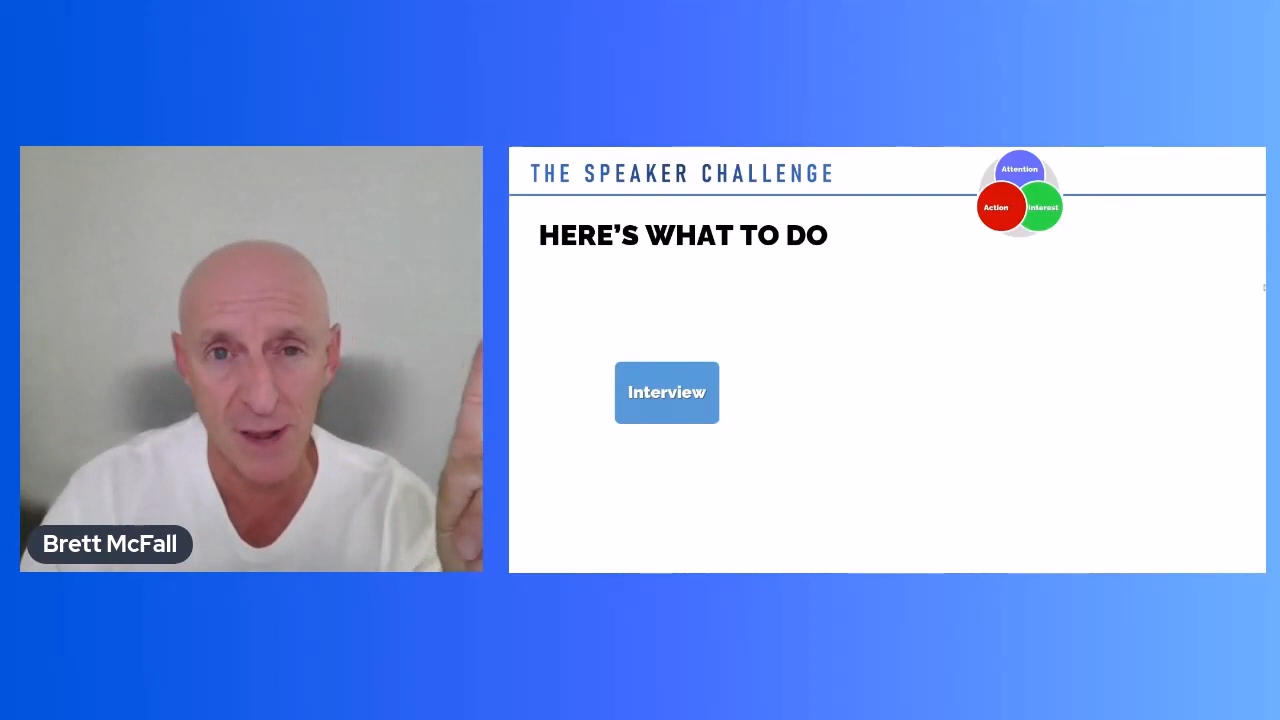 THE SPEAKER CHALLENGE
Attention
Action
Interest
HERE'S WHAT TO DO
Interview
Brett McFall